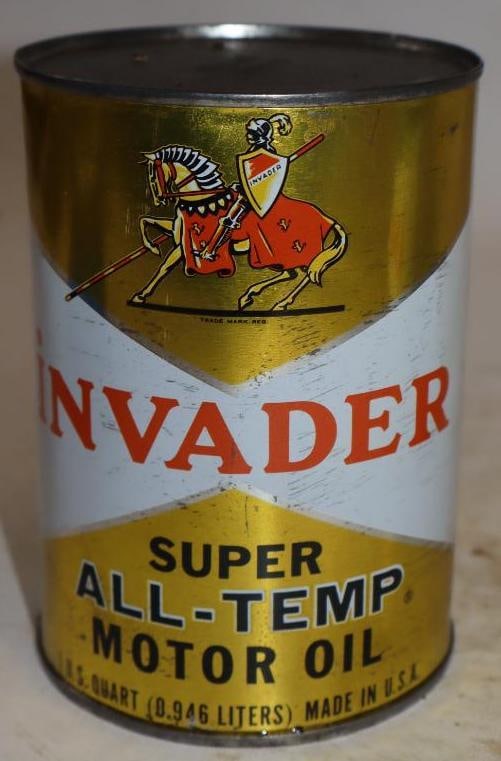 INVADER
TRADE MARK REG.
INVADER
SUPER
ALL-TEMP®
MOTOR OIL
U.S. QUART (0.946 LITERS) MADE IN U.S.A.